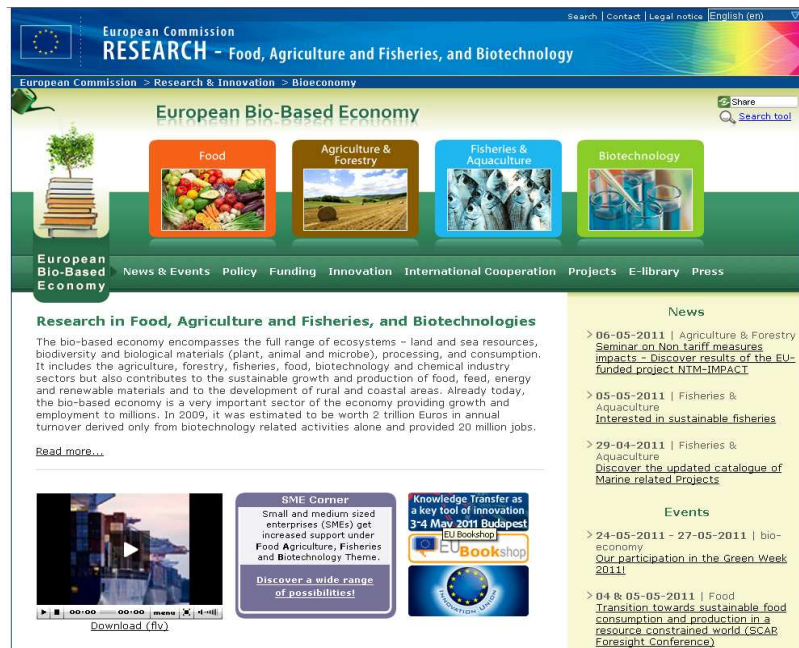 Search | Contact | Legal notice English (en)
European Commission
RESEARCH - Food, Agriculture and Fisheries, and Biotechnology
European Commission > Research & Innovation > Bioeconomy
Share
Search tool
European Bio-Based Economy
Food
Agriculture &
Forestry
Fisheries &
Aquaculture
Biotechnology
European
Bio-Based
Economy
News & Events Policy Funding Innovation International Cooperation Projects E-library Press
Research in Food, Agriculture and Fisheries, and Biotechnologies
The bio-based economy encompasses the full range of ecosystems – land and sea resources,
biodiversity and biological materials (plant, animal and microbe), processing, and consumption.
It includes the agriculture, forestry, fisheries, food, biotechnology and chemical industry
sectors but also contributes to the sustainable growth and production of food, feed, energy
and renewable materials and to the development of rural and coastal areas. Already today,
the bio-based economy is a very important sector of the economy providing growth and
employment to millions. In 2009, it was estimated to be worth 2 trillion Euros in annual
turnover derived only from biotechnology related activities alone and provided 20 million jobs.
Read more...
00:00 00:00 menu
Download (flv)
SME Corner
Small and medium sized
enterprises (SMEs) get
increased support under
Food Agriculture, Fisheries
and Biotechnology Theme.
Discover a wide range
of possibilities!
Knowledge Transfer as
a key tool of innovation
3-4 May 2011 Budapest
EU Bookshop
EU Bookshop
INNOVATION UNION
News
> 06-05-2011 | Agriculture & Forestry
Seminar on Non tariff measures
impacts – Discover results of the EU-
funded project NTM-IMPACT
> 05-05-2011 | Fisheries &
Aquaculture
Interested in sustainable fisheries
> 29-04-2011 | Fisheries &
Aquaculture
Discover the updated catalogue of
Marine related Projects
Events
> 24-05-2011 - 27-05-2011 | bio-
economy
Our participation in the Green Week
2011!
> 04 & 05-05-2011 | Food
Transition towards sustainable food
consumption and production in a
resource constrained world (SCAR
Foresight Conference)